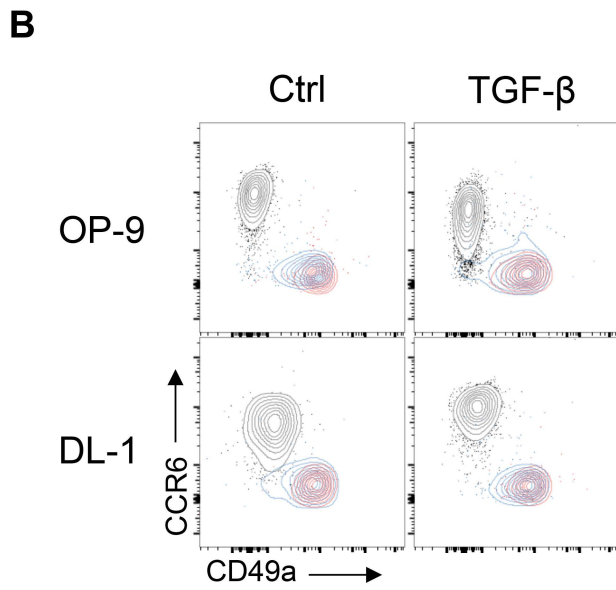 B
Ctrl TGF-β
OP-9
DL-1
CCR6
CD49a